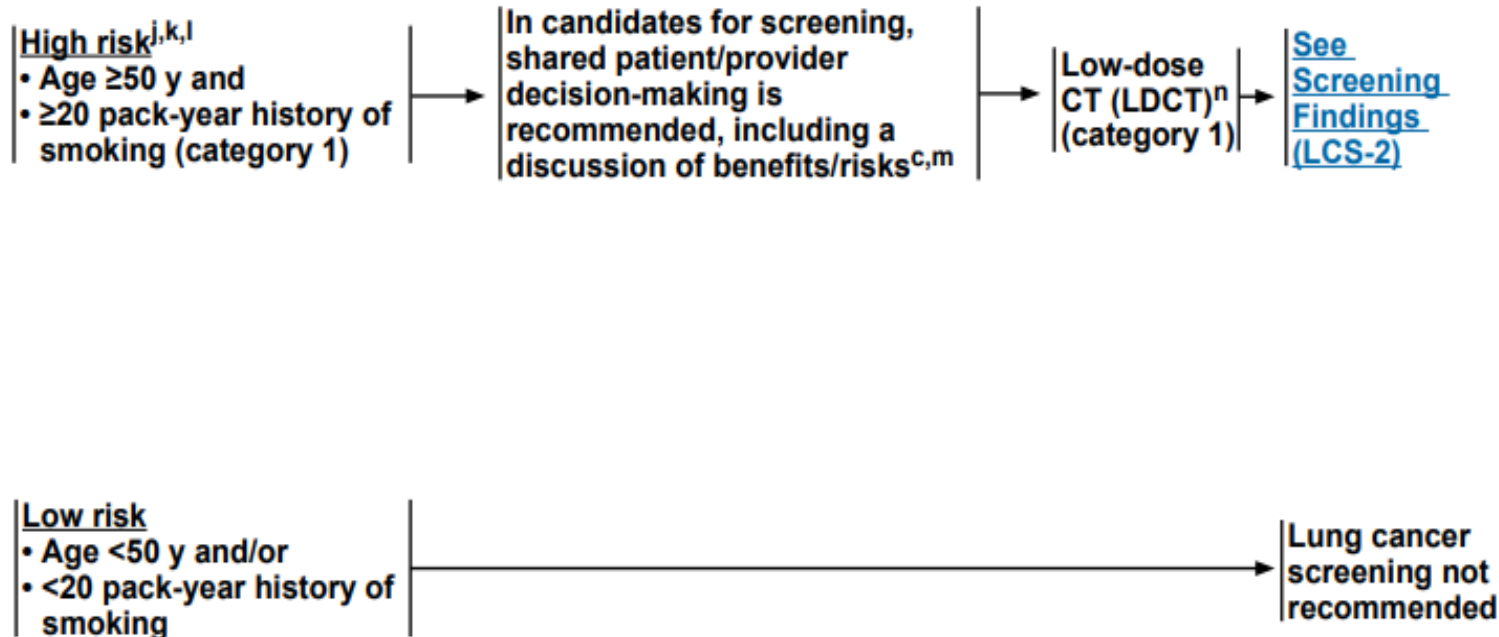 High risk^j,k,l
• Age ≥50 y and
• ≥20 pack-year history of
smoking (category 1)
In candidates for screening,
shared patient/provider
decision-making is
recommended, including a
discussion of benefits/risks^c,m
Low-dose
CT (LDCT)^n
(category 1)
See
Screening
Findings
(LCS-2)
Low risk
• Age <50 y and/or
• <20 pack-year history of
smoking
Lung cancer
screening not
recommended